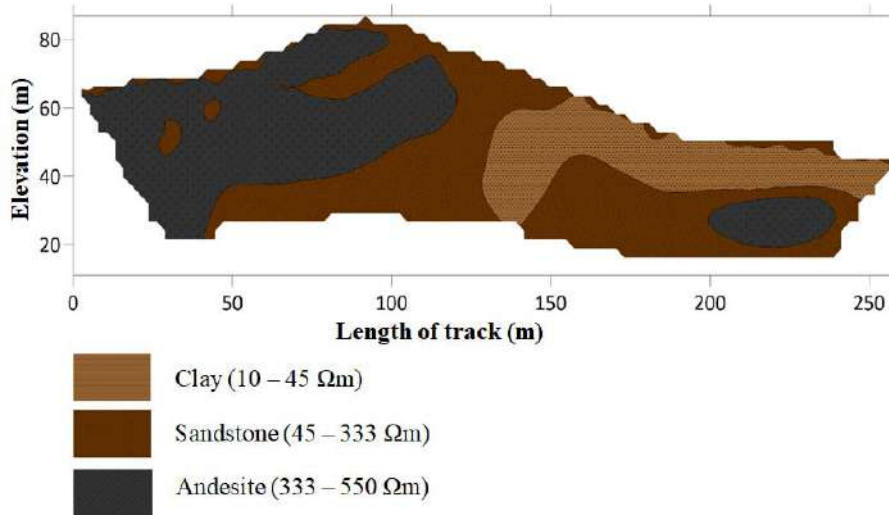 80
60
40
20
Elevation (m)
0 50 100 150 200 250
Length of track (m)
Clay (10 – 45 Ωm)
Sandstone (45 – 333 Ωm)
Andesite (333 – 550 Ωm)